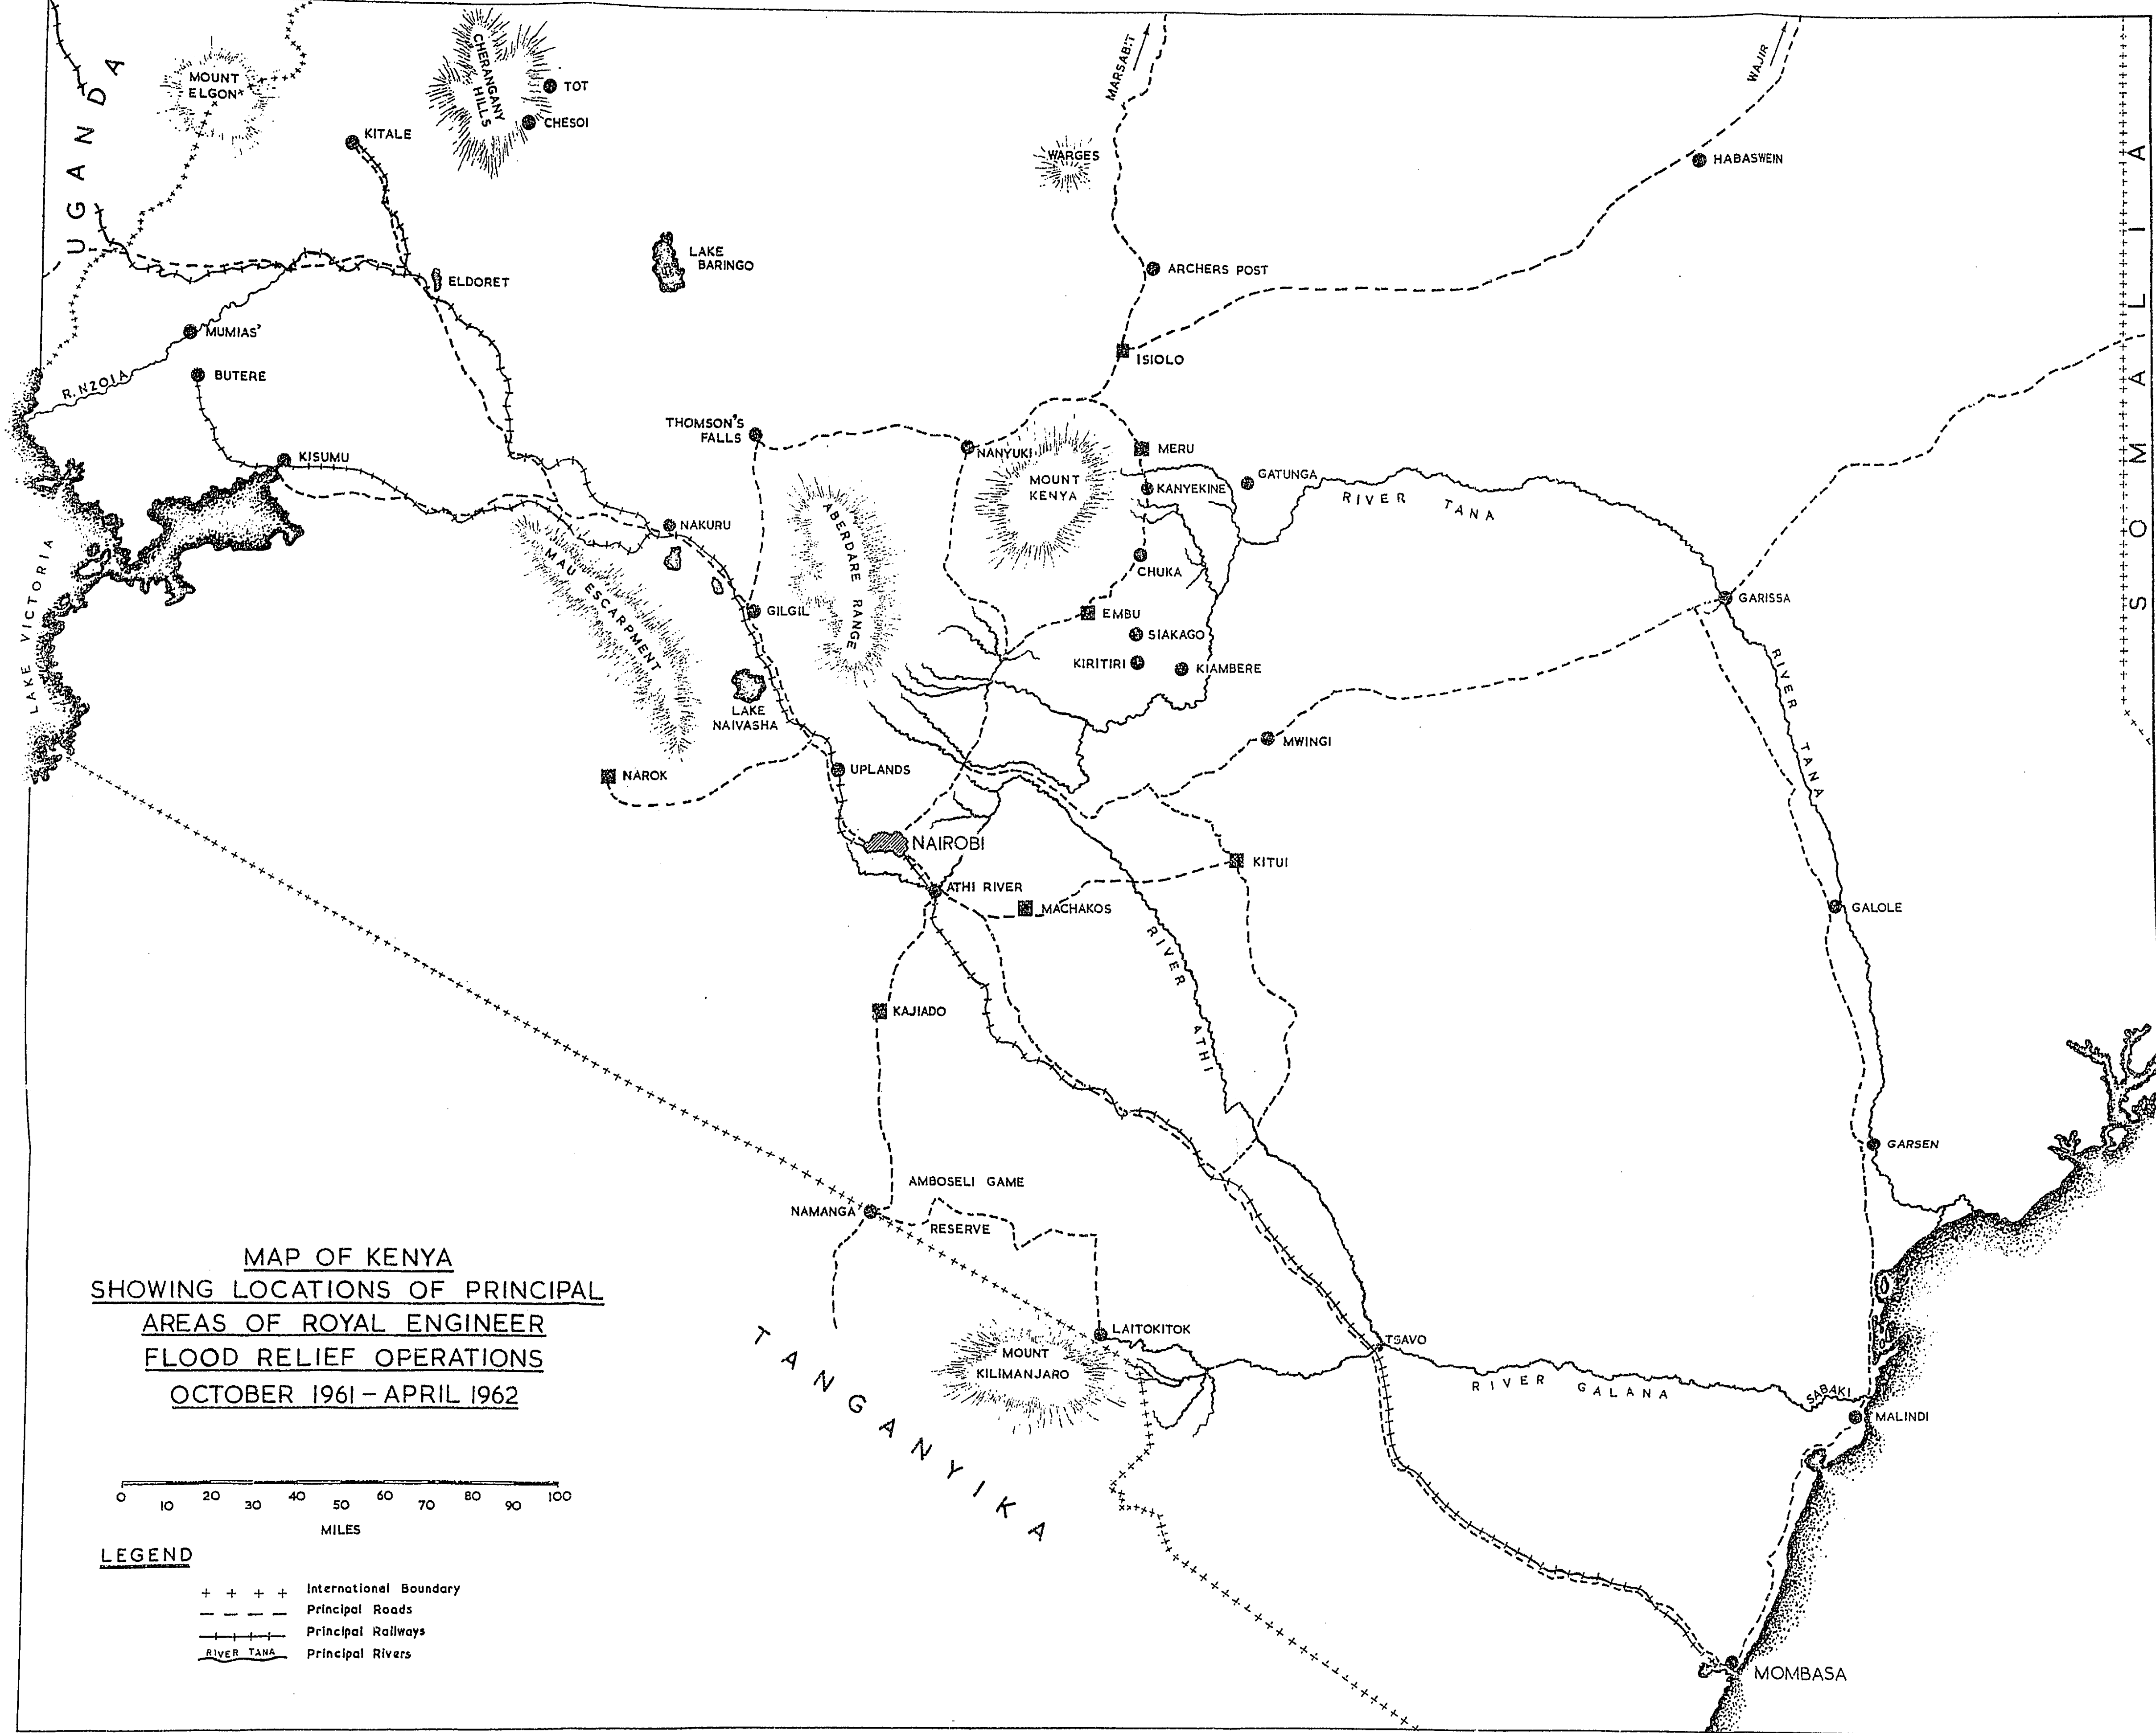 UGANDA
MOUNT
ELGON
CHERANGANY
HILLS
TOT
CHESOI
KITALE
MARSABIT
WAJIR
WARGES
HABASWEIN
SOMALIA
LAKE
BARINGO
ELDORET
ARCHERS POST
MUMIAS'
ISIOLO
R. NZOIA
BUTERE
THOMSON'S
FALLS
KISUMU
NANYUKI
MERU
MOUNT
KENYA
KANYEKINE
GATUNGA
RIVER TANA
NAKURU
ABERDARE RANGE
MAU ESCARPMENT
LAKE VICTORIA
CHUKA
GILGIL
EMBU
GARISSA
SIAKAGO
KIRITIRI
KIAMBERE
RIVER TANA
LAKE
NAIVASHA
MWINGI
NAROK
UPLANDS
NAIROBI
KITUI
ATHI RIVER
MACHAKOS
GALOLE
RIVER ATHI
KAJIADO
GARSEN
AMBOSELI GAME
RESERVE
NAMANGA
LAITOKITOK
MOUNT
KILIMANJARO
TSAVO
RIVER GALANA
SABAKI
MALINDI
TANGANYIKA
MOMBASA
MAP OF KENYA
SHOWING LOCATIONS OF PRINCIPAL
AREAS OF ROYAL ENGINEER
FLOOD RELIEF OPERATIONS
OCTOBER 1961 – APRIL 1962
0 10 20 30 40 50 60 70 80 90 100
MILES
LEGEND
International Boundary
Principal Roads
Principal Railways
RIVER TANA Principal Rivers